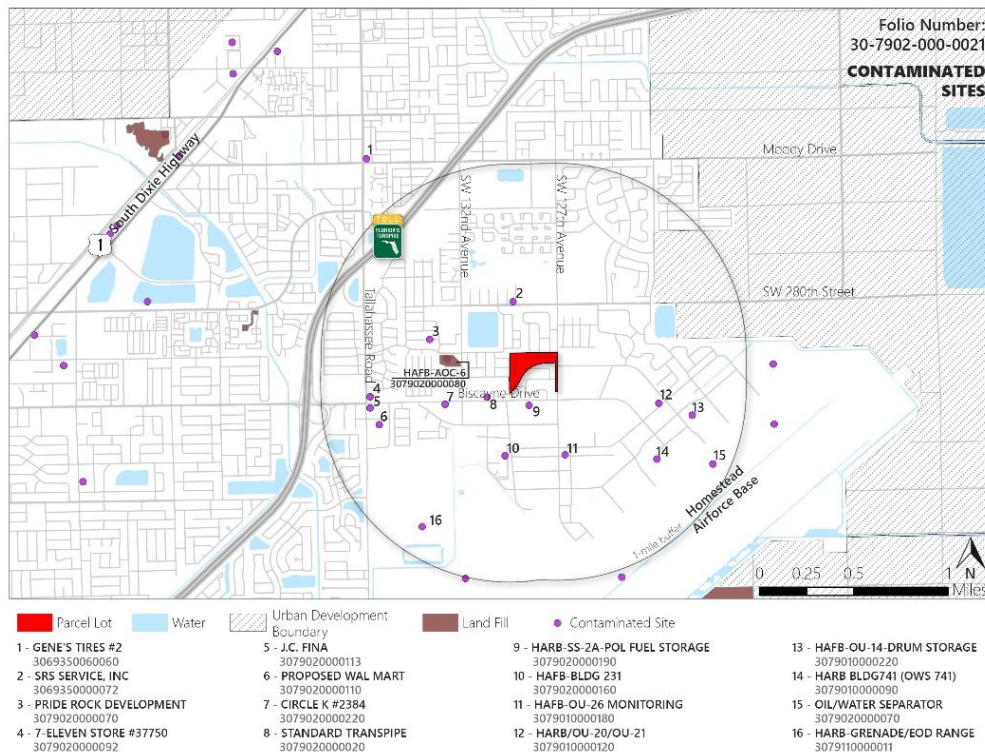 Folio Number:
30-7902-000-0021
CONTAMINATED
SITES
Moody Drive
South Dixie Highway
1
1
TOLL
FLORIDA'S
TURNPIKE
SW 132nd Avenue
SW 127th Avenue
SW 280th Street
2
Tallahassee Road
3
HAFB-AOC-6
3079020000080
Biscayne Drive
4
5
6
7
8
9
10
11
12
13
14
15
16
Homestead
Airforce Base
1-mile buffer
N
0 0.25 0.5 1
Miles
Parcel Lot
Water
Urban Development
Boundary
Land Fill
Contaminated Site
1 - GENE'S TIRES #2
3069350060060
2 - SRS SERVICE, INC
3069350000072
3 - PRIDE ROCK DEVELOPMENT
3079020000070
4 - 7-ELEVEN STORE #37750
3079020000092
5 - J.C. FINA
3079020000113
6 - PROPOSED WAL MART
3079020000110
7 - CIRCLE K #2384
3079020000220
8 - STANDARD TRANSPIPE
3079020000020
9 - HARB-SS-2A-POL FUEL STORAGE
3079020000190
10 - HAFB-BLDG 231
3079020000160
11 - HAFB-OU-26 MONITORING
3079010000180
12 - HARB/OU-20/OU-21
3079010000120
13 - HAFB-OU-14-DRUM STORAGE
3079010000220
14 - HARB BLDG741 (OWS 741)
3079010000090
15 - OIL/WATER SEPARATOR
3079020000070
16 - HARB-GRENADE/EOD RANGE
3079110000011